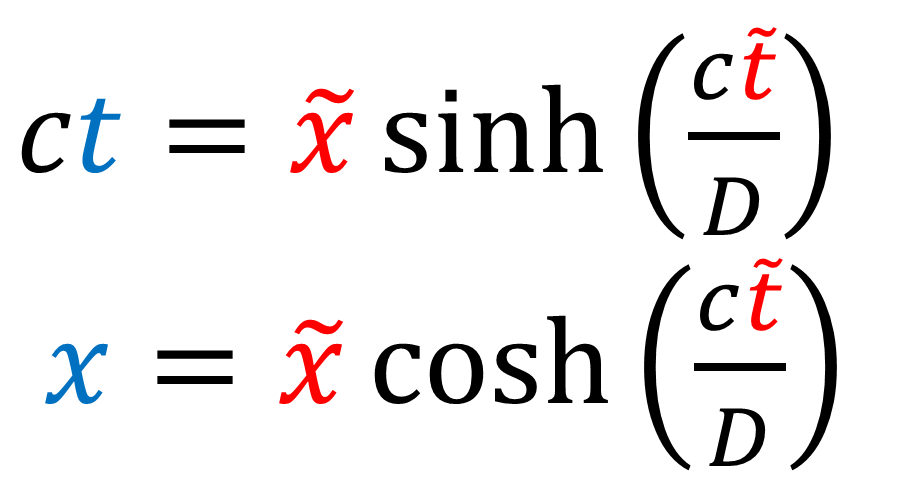 ct = x̃ sinh(ct̃/D)
x = x̃ cosh(ct̃/D)